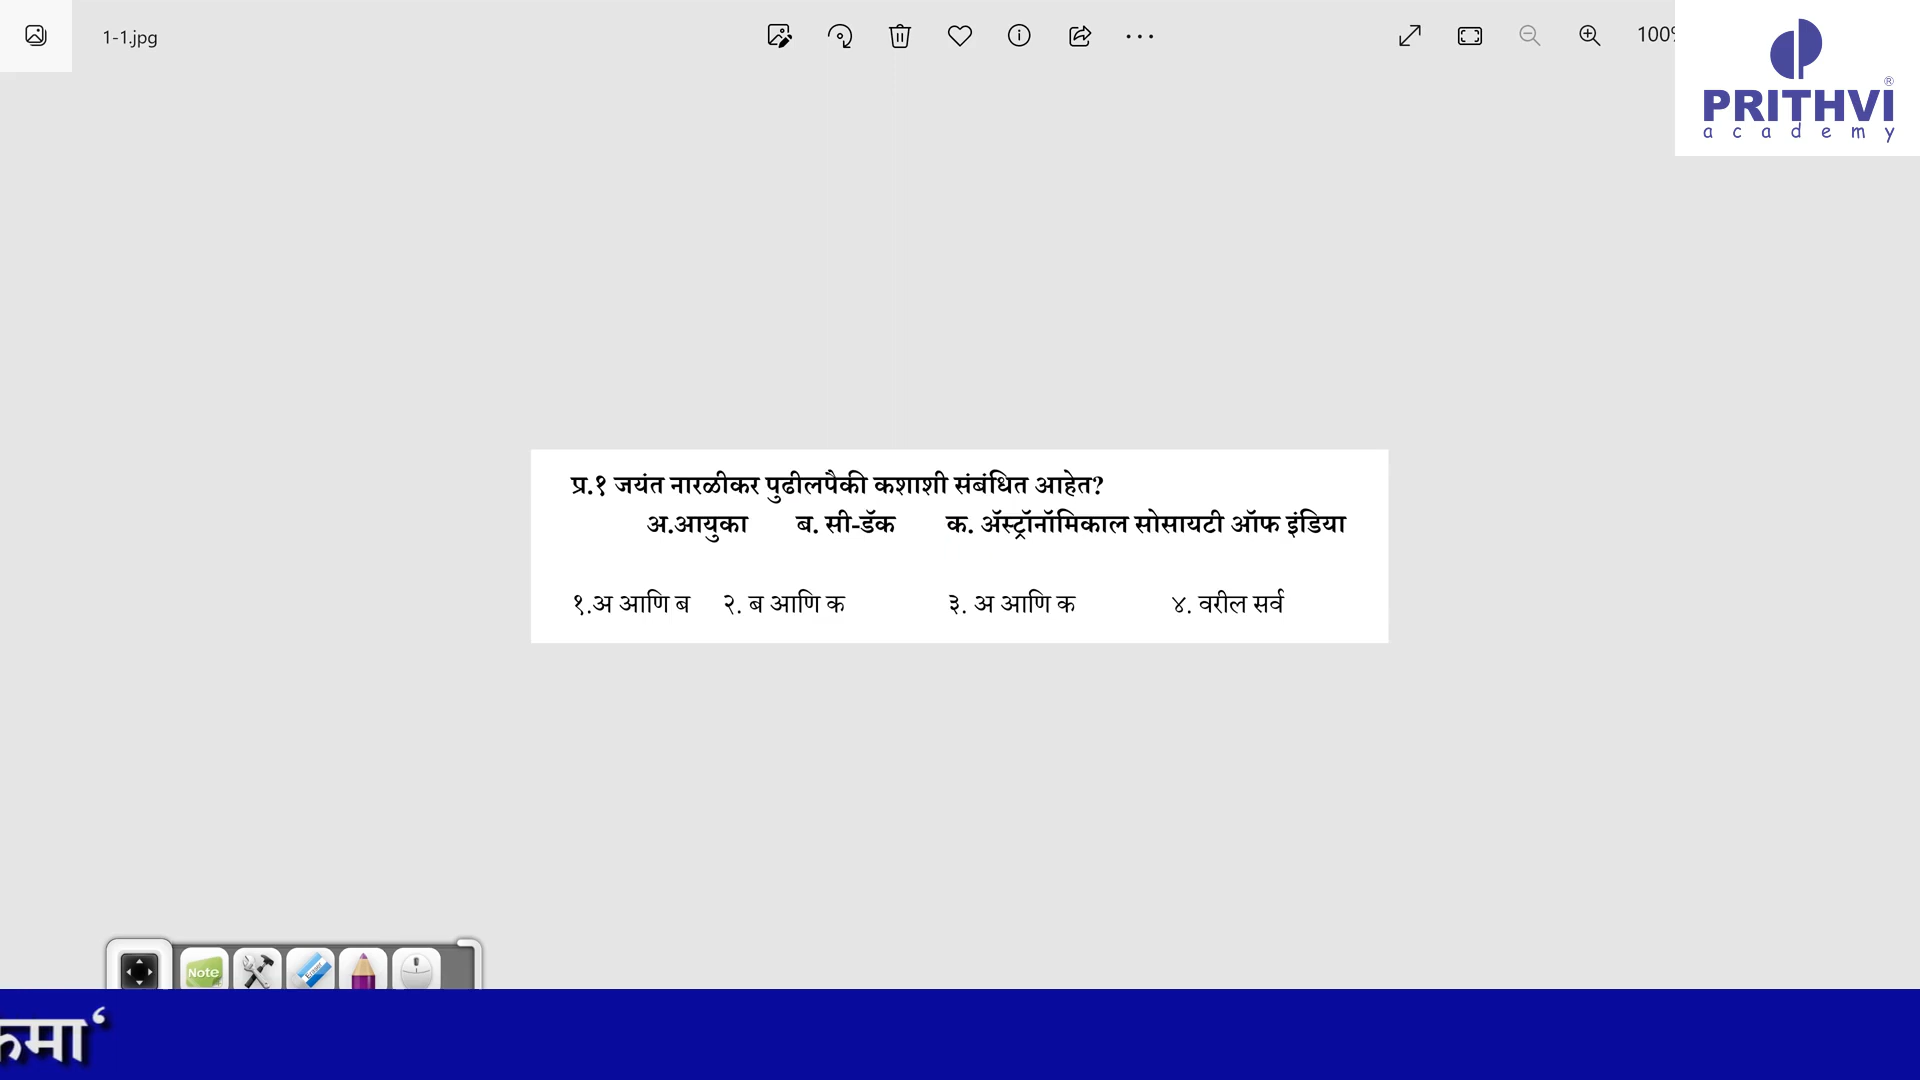 1-1.jpg
100%
PRITHVI®
academy
प्र.१ जयंत नारळीकर पुढीलपैकी कशाशी संबंधित आहेत?
अ.आयुका ब. सी-डॅक क. ॲस्ट्रॉनॉमिकाल सोसायटी ऑफ इंडिया
१.अ आणि ब २. ब आणि क ३. अ आणि क ४. वरील सर्व
Note
Eraser